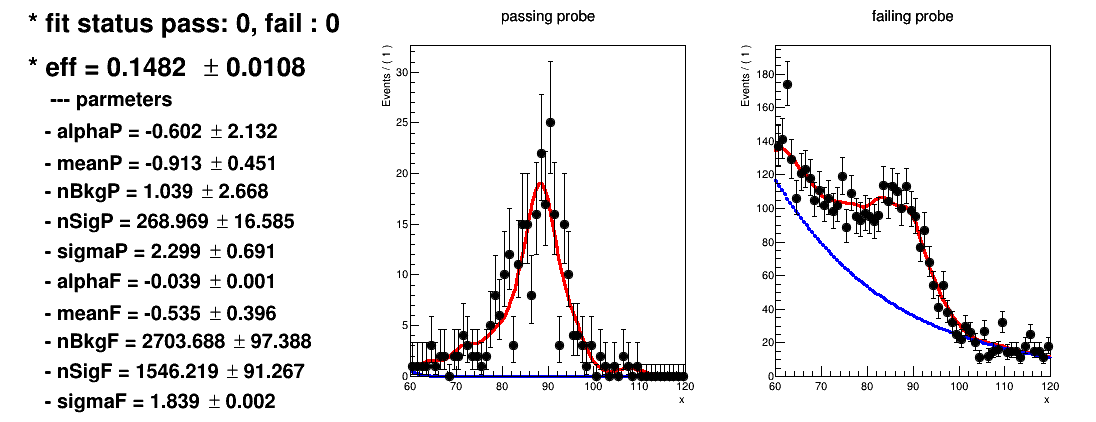 * fit status pass: 0, fail : 0
* eff = 0.1482 ± 0.0108
--- parmeters
- alphaP = -0.602 ± 2.132
- meanP = -0.913 ± 0.451
- nBkgP = 1.039 ± 2.668
- nSigP = 268.969 ± 16.585
- sigmaP = 2.299 ± 0.691
- alphaF = -0.039 ± 0.001
- meanF = -0.535 ± 0.396
- nBkgF = 2703.688 ± 97.388
- nSigF = 1546.219 ± 91.267
- sigmaF = 1.839 ± 0.002
passing probe
Events / ( 1 )
30
25
20
15
10
5
0
60 70 80 90 100 110 120
x
failing probe
Events / ( 1 )
180
160
140
120
100
80
60
40
20
0
60 70 80 90 100 110 120
x